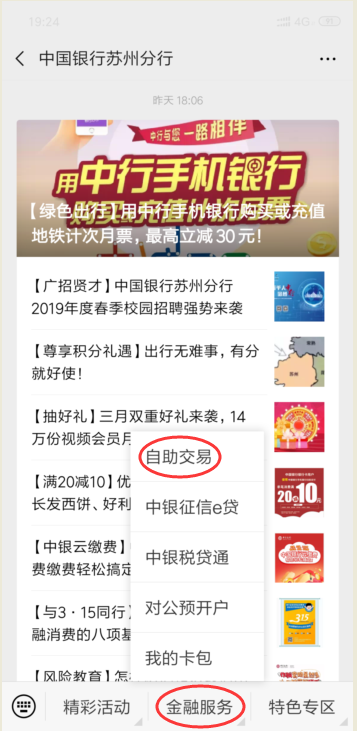 19:24
4G
中国银行苏州分行
昨天 18:06
中行与您一路相伴
用中行手机银行
【绿色出行】用中行手机银行购买或充值
地铁计次月票，最高立减30元！
【广招贤才】中国银行苏州分行
2019年度春季校园招聘强势来袭
【尊享积分礼遇】出行无难事，有分
就好使！
【抽好礼】三月双重好礼来袭，14
万份视频会员月
【满20减10】优
长发西饼、好利
20减10元
【中银云缴费】
费缴费轻松搞定
【与3·15同行】
融消费的八项基
315
【风险教育】怎
自助交易
中银征信e贷
中银税贷通
对公预开户
我的卡包
精彩活动
金融服务
特色专区